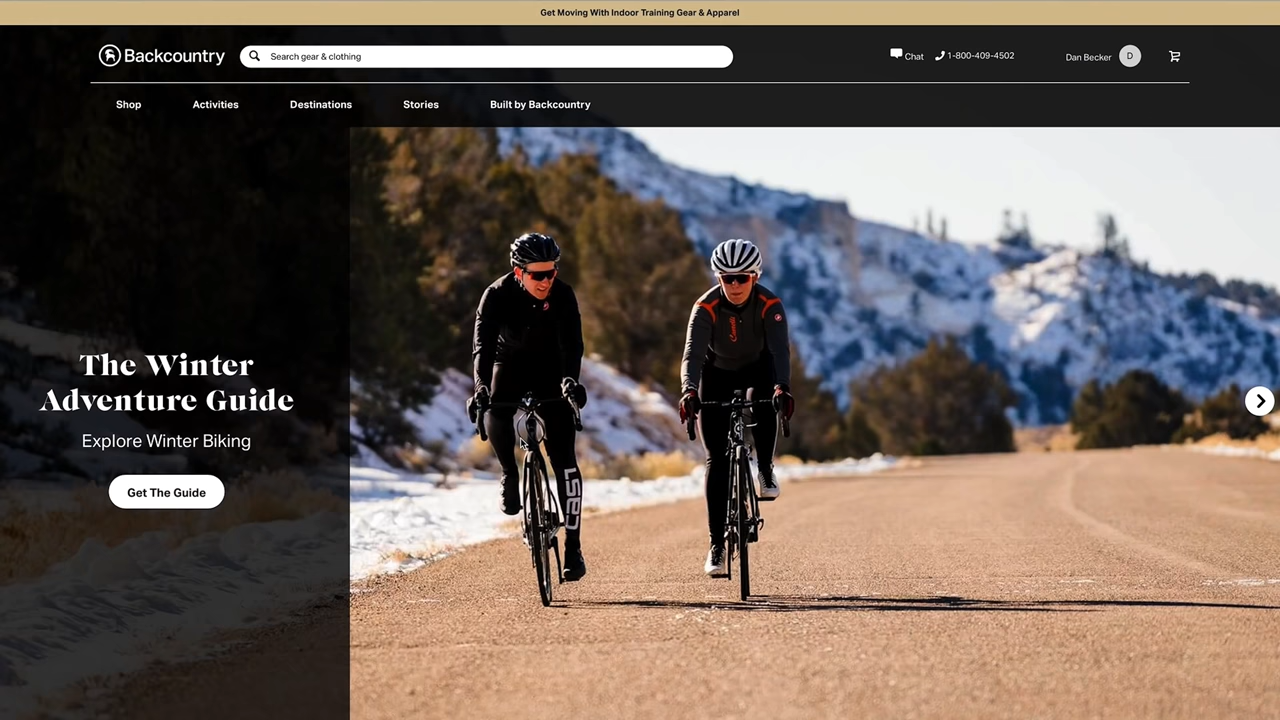 Get Moving With Indoor Training Gear & Apparel
Backcountry
Search gear & clothing
Chat
1-800-409-4502
Dan Becker
D
Shop
Activities
Destinations
Stories
Built by Backcountry
The Winter
Adventure Guide
Explore Winter Biking
Get The Guide
Castelli